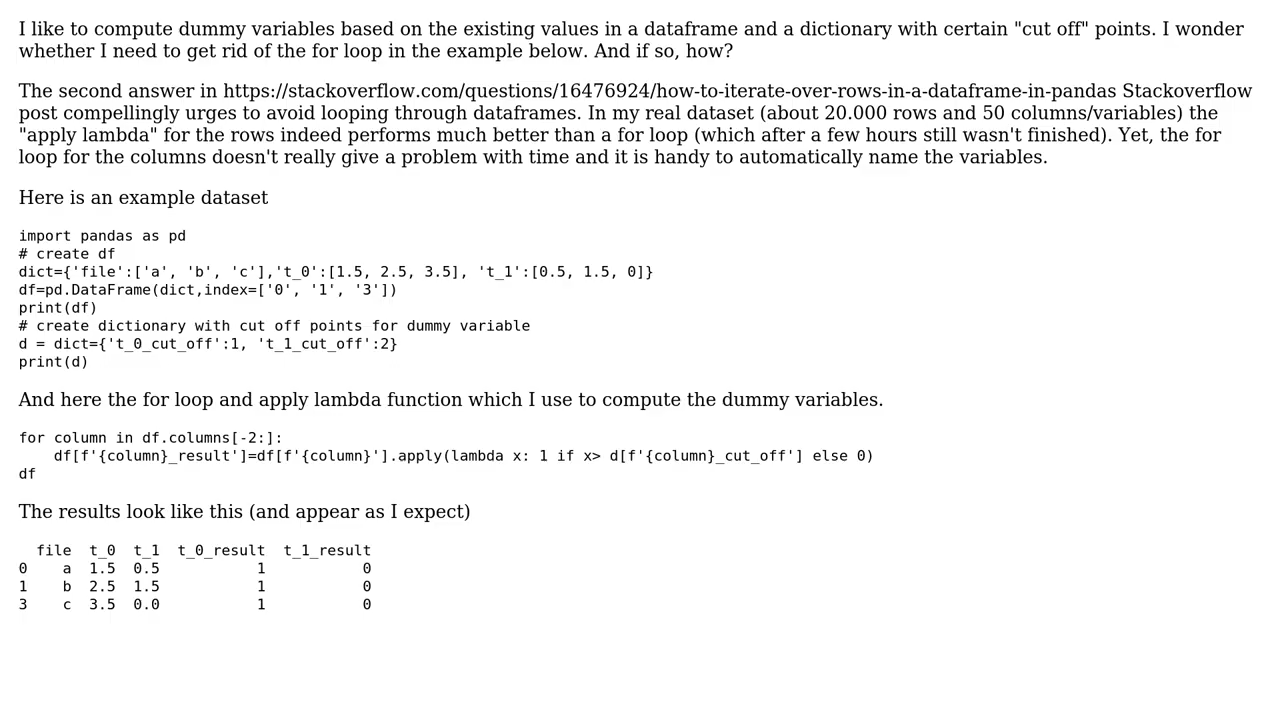 I like to compute dummy variables based on the existing values in a dataframe and a dictionary with certain "cut off" points. I wonder
whether I need to get rid of the for loop in the example below. And if so, how?
The second answer in https://stackoverflow.com/questions/16476924/how-to-iterate-over-rows-in-a-dataframe-in-pandas Stackoverflow
post compellingly urges to avoid looping through dataframes. In my real dataset (about 20.000 rows and 50 columns/variables) the
"apply lambda" for the rows indeed performs much better than a for loop (which after a few hours still wasn't finished). Yet, the for
loop for the columns doesn't really give a problem with time and it is handy to automatically name the variables.
Here is an example dataset
import pandas as pd
# create df
dict={'file':['a', 'b', 'c'],'t_0':[1.5, 2.5, 3.5], 't_1':[0.5, 1.5, 0]}
df=pd.DataFrame(dict,index=['0', '1', '3'])
print(df)
# create dictionary with cut off points for dummy variable
d = dict={'t_0_cut_off':1, 't_1_cut_off':2}
print(d)
And here the for loop and apply lambda function which I use to compute the dummy variables.
for column in df.columns[-2:]:
    df[f'{column}_result']=df[f'{column}'].apply(lambda x: 1 if x> d[f'{column}_cut_off'] else 0)
df
The results look like this (and appear as I expect)
  file  t_0  t_1  t_0_result  t_1_result
0    a  1.5  0.5           1           0
1    b  2.5  1.5           1           0
3    c  3.5  0.0           1           0